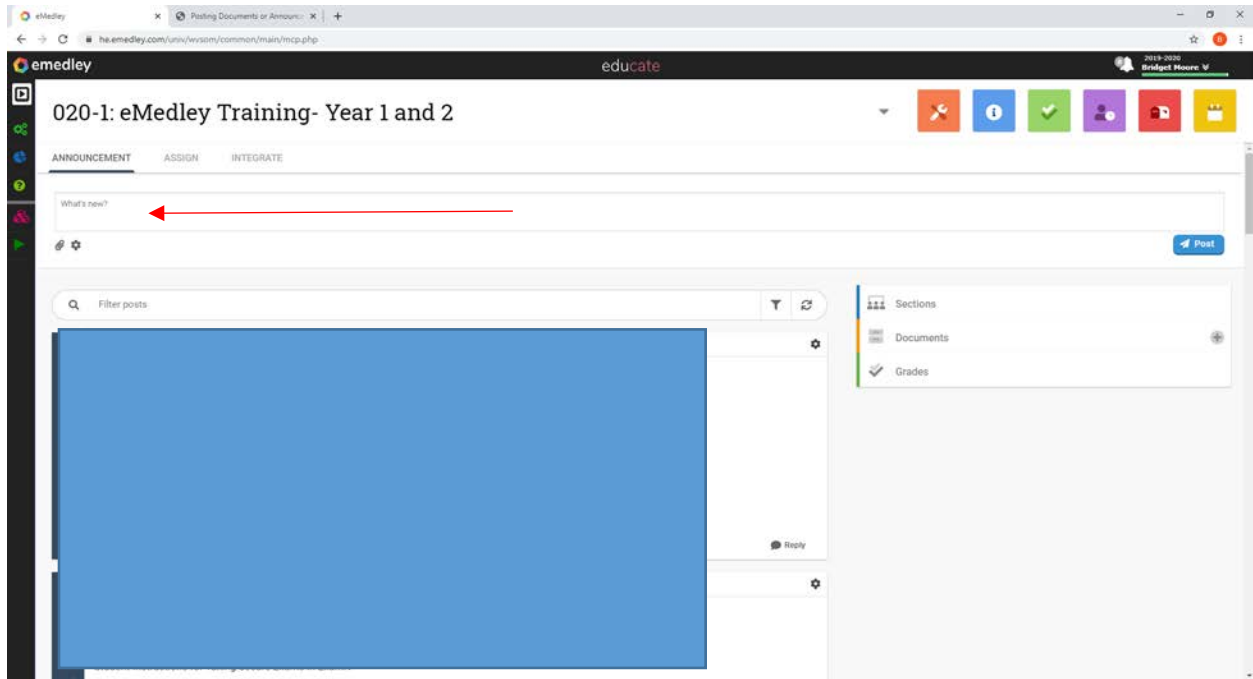 eMedley
Posting Documents or Announc
he.emedley.com/univ/wvsom/common/main/mcp.php
B
emedley
educate
2019-2020
Bridget Moore
020-1: eMedley Training- Year 1 and 2
ANNOUNCEMENT ASSIGN INTEGRATE
What's new?
Post
Filter posts
Sections
Documents
Grades
Reply